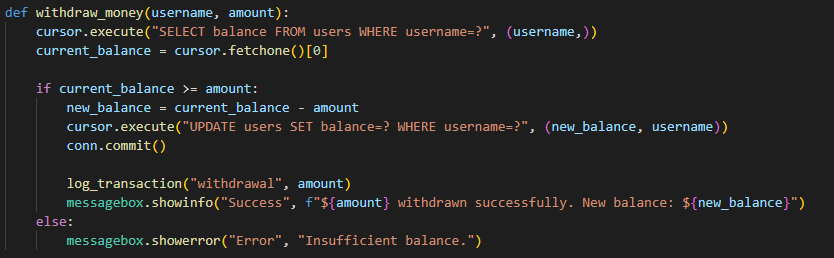 def withdraw_money(username, amount):
    cursor.execute("SELECT balance FROM users WHERE username=?", (username,))
    current_balance = cursor.fetchone()[0]

    if current_balance >= amount:
        new_balance = current_balance - amount
        cursor.execute("UPDATE users SET balance=? WHERE username=?", (new_balance, username))
        conn.commit()

        log_transaction("withdrawal", amount)
        messagebox.showinfo("Success", f"${amount} withdrawn successfully. New balance: ${new_balance}")
    else:
        messagebox.showerror("Error", "Insufficient balance.")